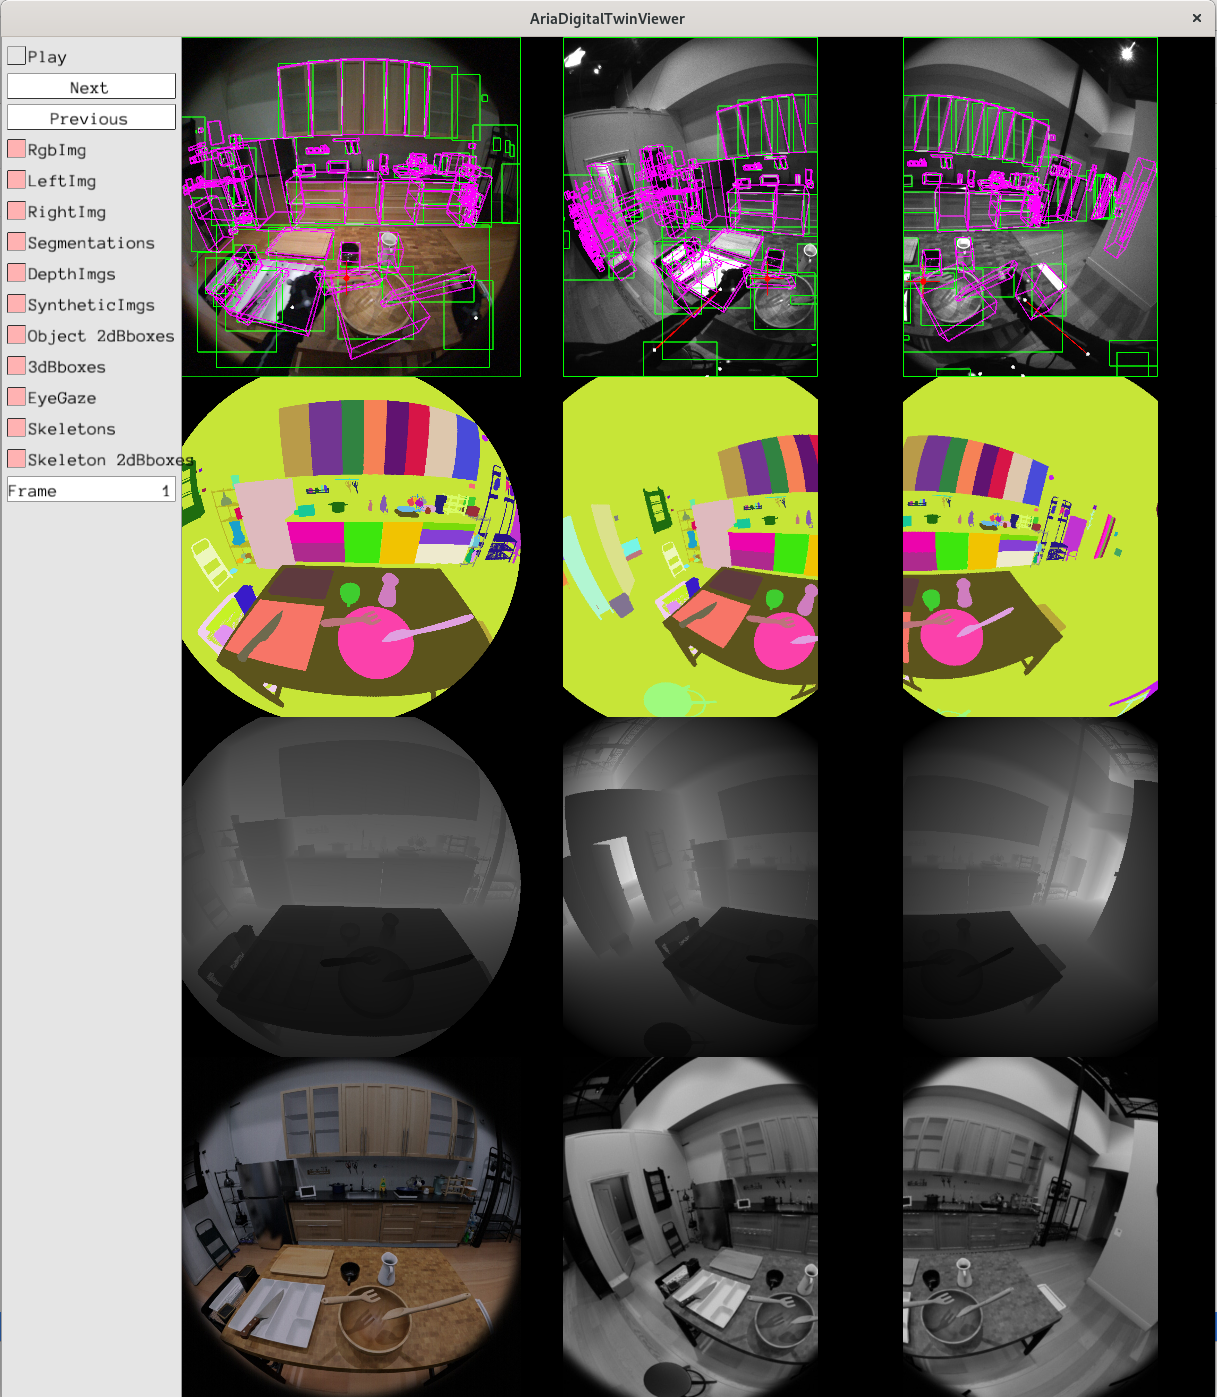 AriaDigitalTwinViewer
Play
Next
Previous
RgbImg
LeftImg
RightImg
Segmentations
DepthImgs
SyntheticImgs
Object 2dBboxes
3dBboxes
EyeGaze
Skeletons
Skeleton 2dBboxes
Frame 1